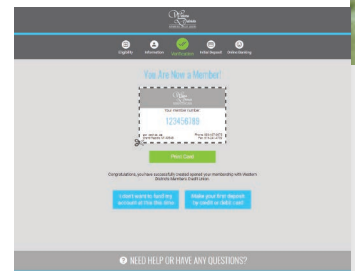 Western
Districts
Eligibility
Information
Verification
Initial Deposit
Online Banking
You Are Now a Member!
Your Member Number
123456789
Print Card
Congratulations, you have successfully created opened your membership with Western
Districts Members Credit Union.
I don't want to fund my
account at this time
Make your first deposit
by credit or debit card
NEED HELP OR HAVE ANY QUESTIONS?